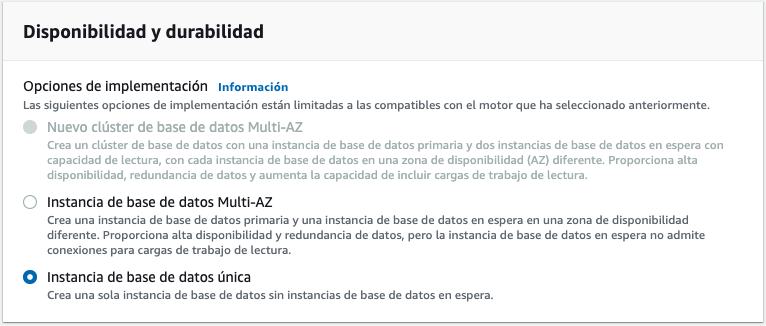 Disponibilidad y durabilidad
Opciones de implementación Información
Las siguientes opciones de implementación están limitadas a las compatibles con el motor que ha seleccionado anteriormente.
Nuevo clúster de base de datos Multi-AZ
Crea un clúster de base de datos con una instancia de base de datos primaria y dos instancias de base de datos en espera con
capacidad de lectura, con cada instancia de base de datos en una zona de disponibilidad (AZ) diferente. Proporciona alta
disponibilidad, redundancia de datos y aumenta la capacidad de incluir cargas de trabajo de lectura.
Instancia de base de datos Multi-AZ
Crea una instancia de base de datos primaria y una instancia de base de datos en espera en una zona de disponibilidad
diferente. Proporciona alta disponibilidad y redundancia de datos, pero la instancia de base de datos en espera no admite
conexiones para cargas de trabajo de lectura.
Instancia de base de datos única
Crea una sola instancia de base de datos sin instancias de base de datos en espera.